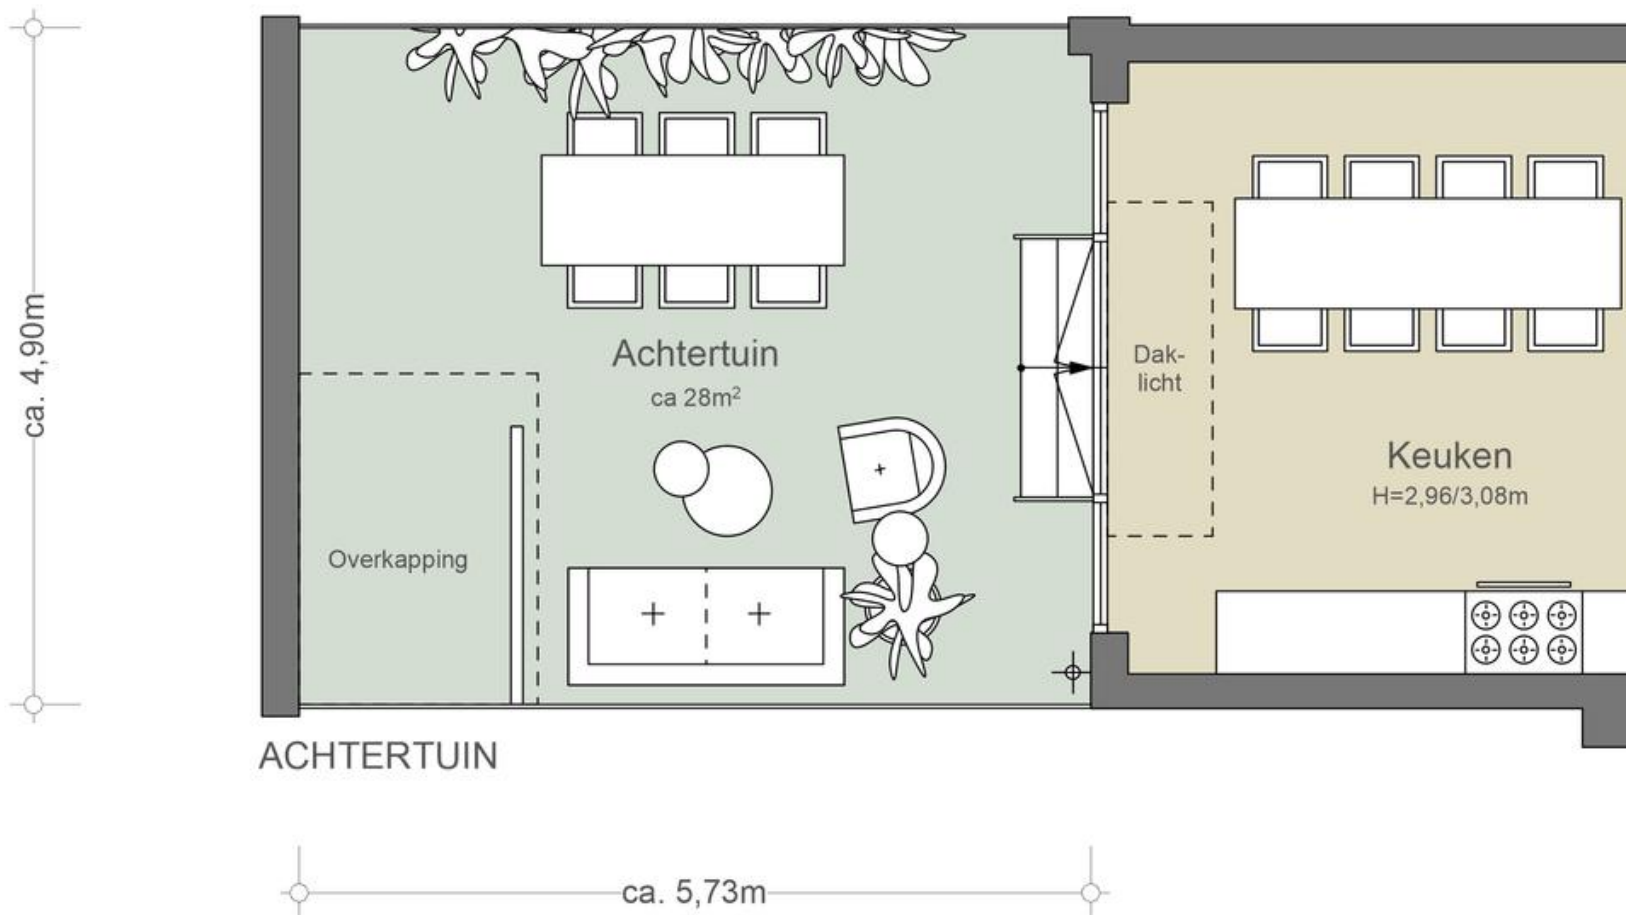 ca. 4,90m
Achtertuin
ca 28m²
Dak-
licht
Keuken
H=2,96/3,08m
Overkapping
ACHTERTUIN
ca. 5,73m